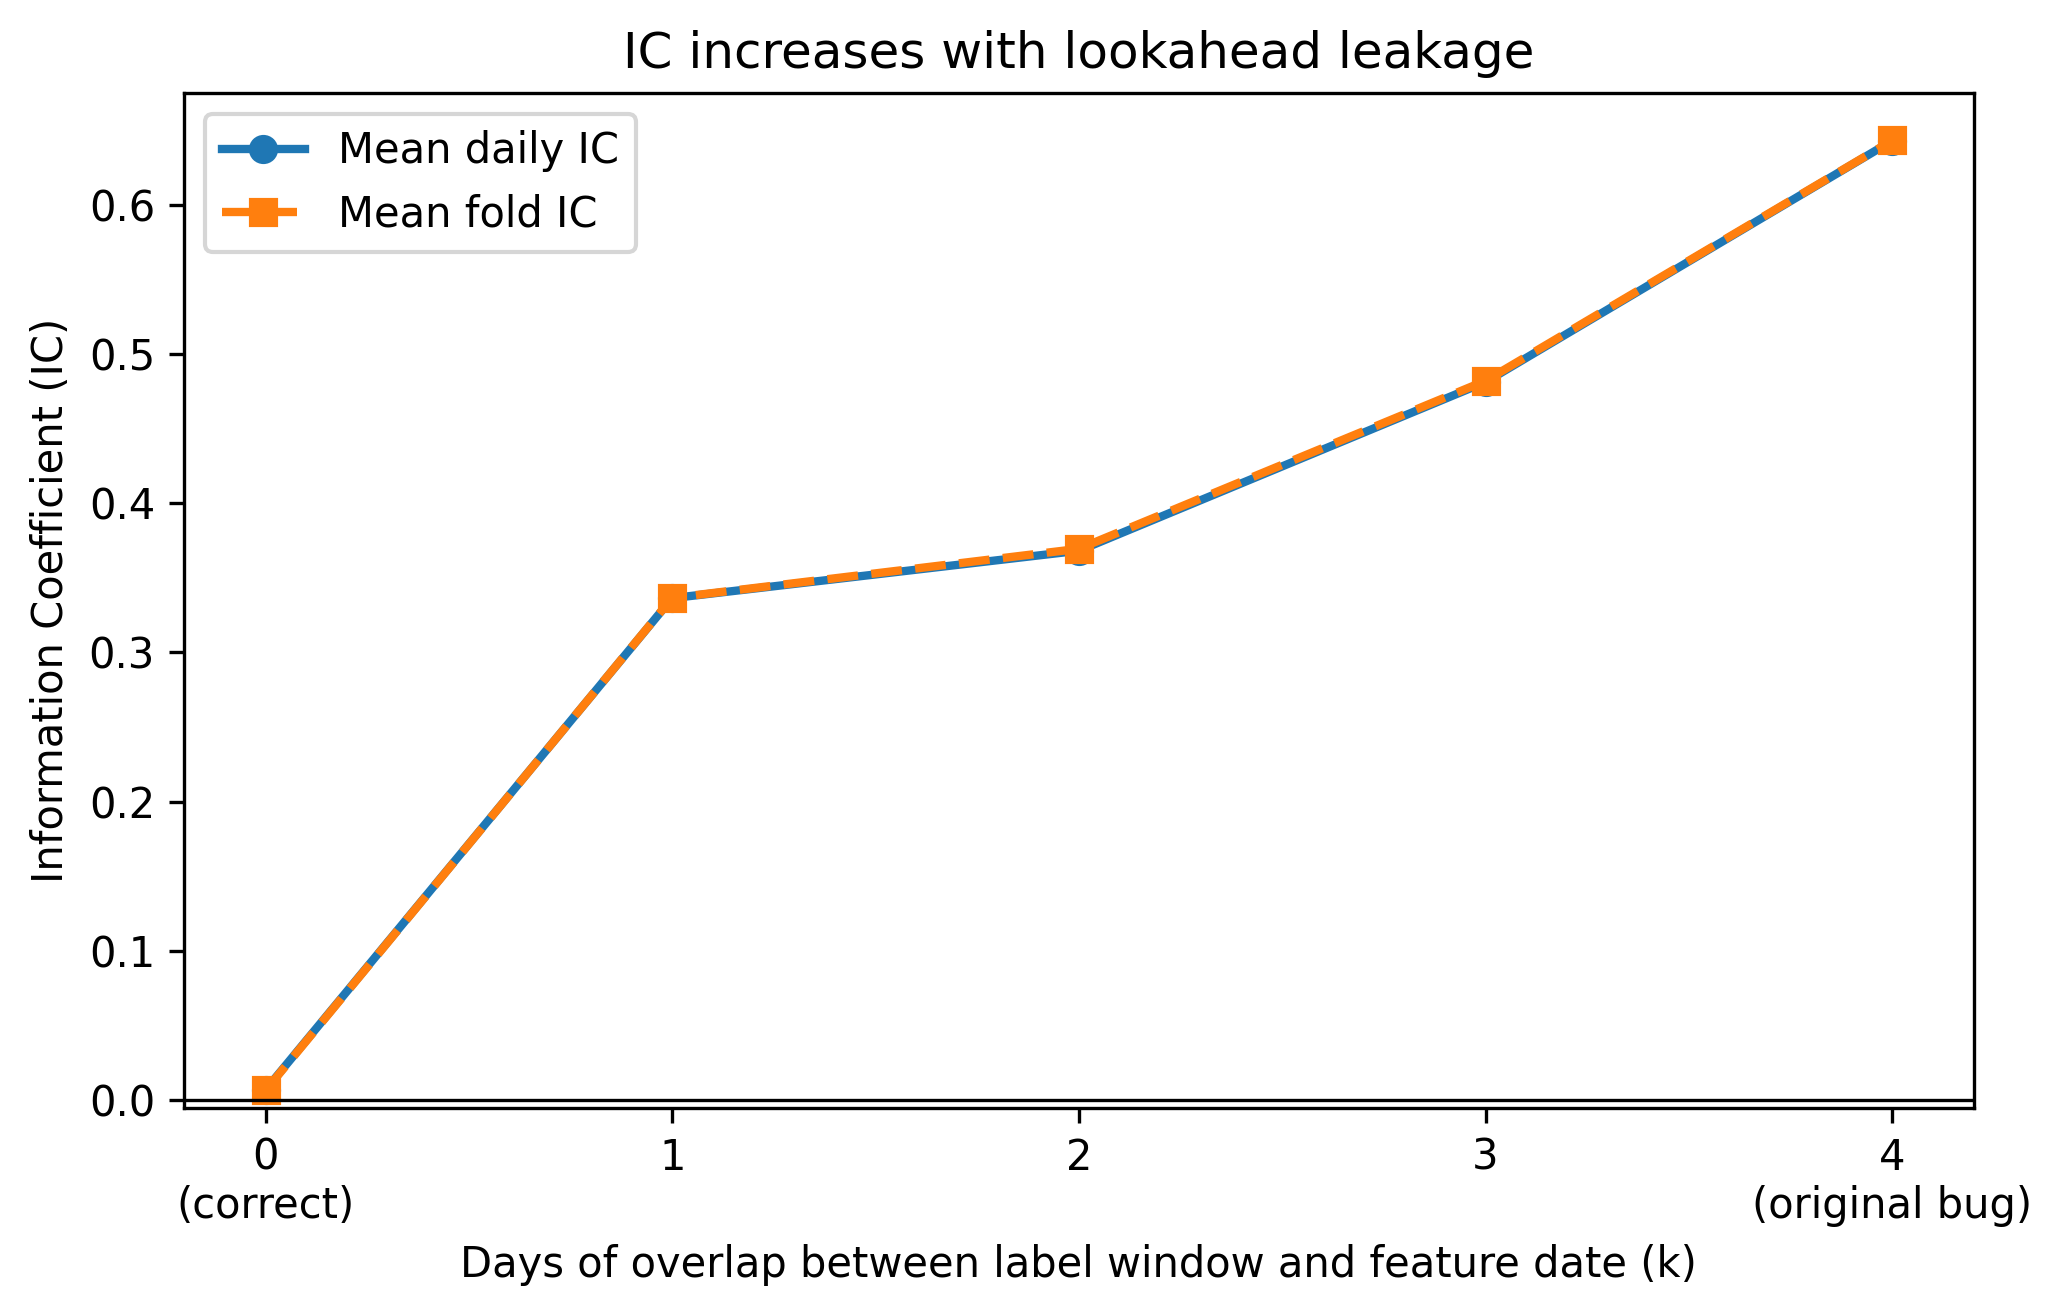 IC increases with lookahead leakage
Mean daily IC
Mean fold IC
Information Coefficient (IC)
0.6
0.5
0.4
0.3
0.2
0.1
0.0
0 1 2 3 4
(correct) (original bug)
Days of overlap between label window and feature date (k)